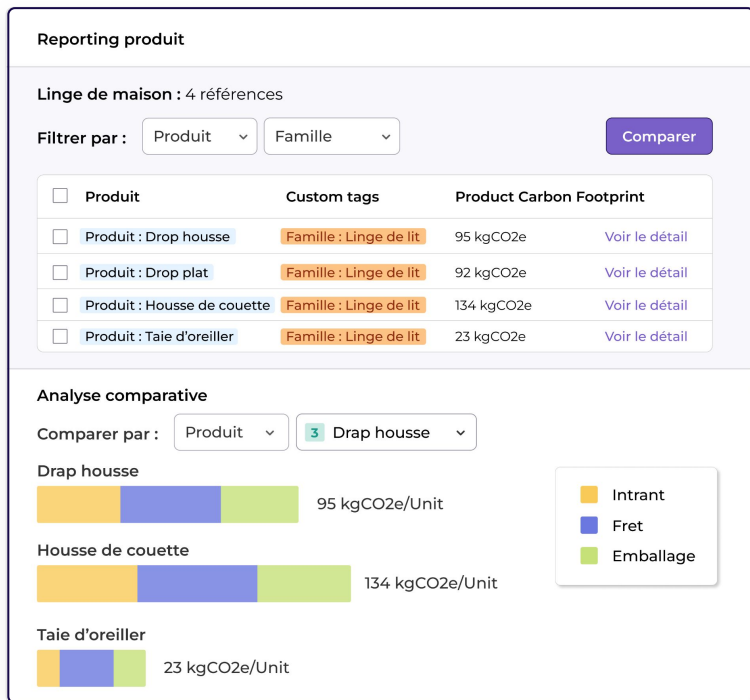 Reporting produit
Linge de maison : 4 références
Filtrer par : Produit Famille Comparer
Produit Custom tags Product Carbon Footprint
Produit : Drop housse Famille : Linge de lit 95 kgCO2e Voir le détail
Produit : Drop plat Famille : Linge de lit 92 kgCO2e Voir le détail
Produit : Housse de couette Famille : Linge de lit 134 kgCO2e Voir le détail
Produit : Taie d’oreiller Famille : Linge de lit 23 kgCO2e Voir le détail
Analyse comparative
Comparer par : Produit 3 Drap housse
Drap housse
95 kgCO2e/Unit
Housse de couette
134 kgCO2e/Unit
Taie d’oreiller
23 kgCO2e/Unit
Intrant
Fret
Emballage